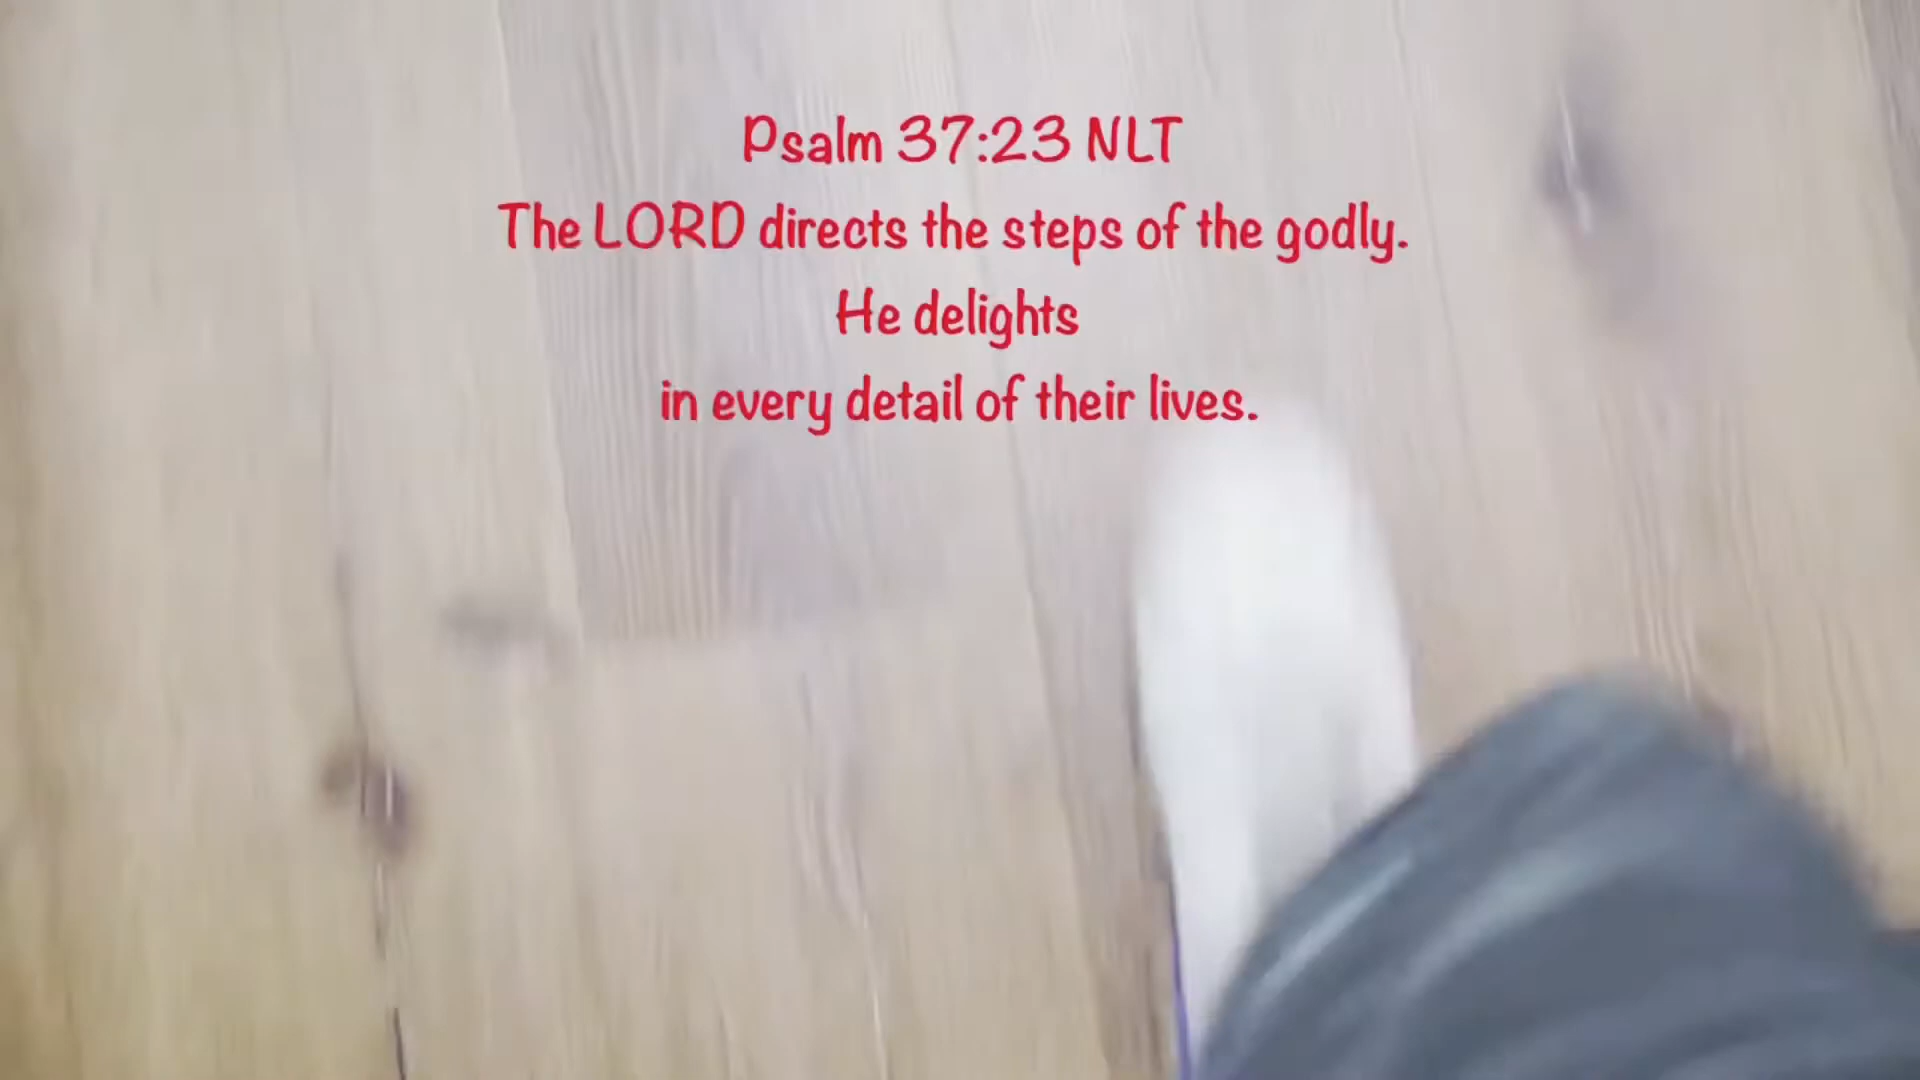 Psalm 37:23 NLT
The LORD directs the steps of the godly.
He delights
in every detail of their lives.